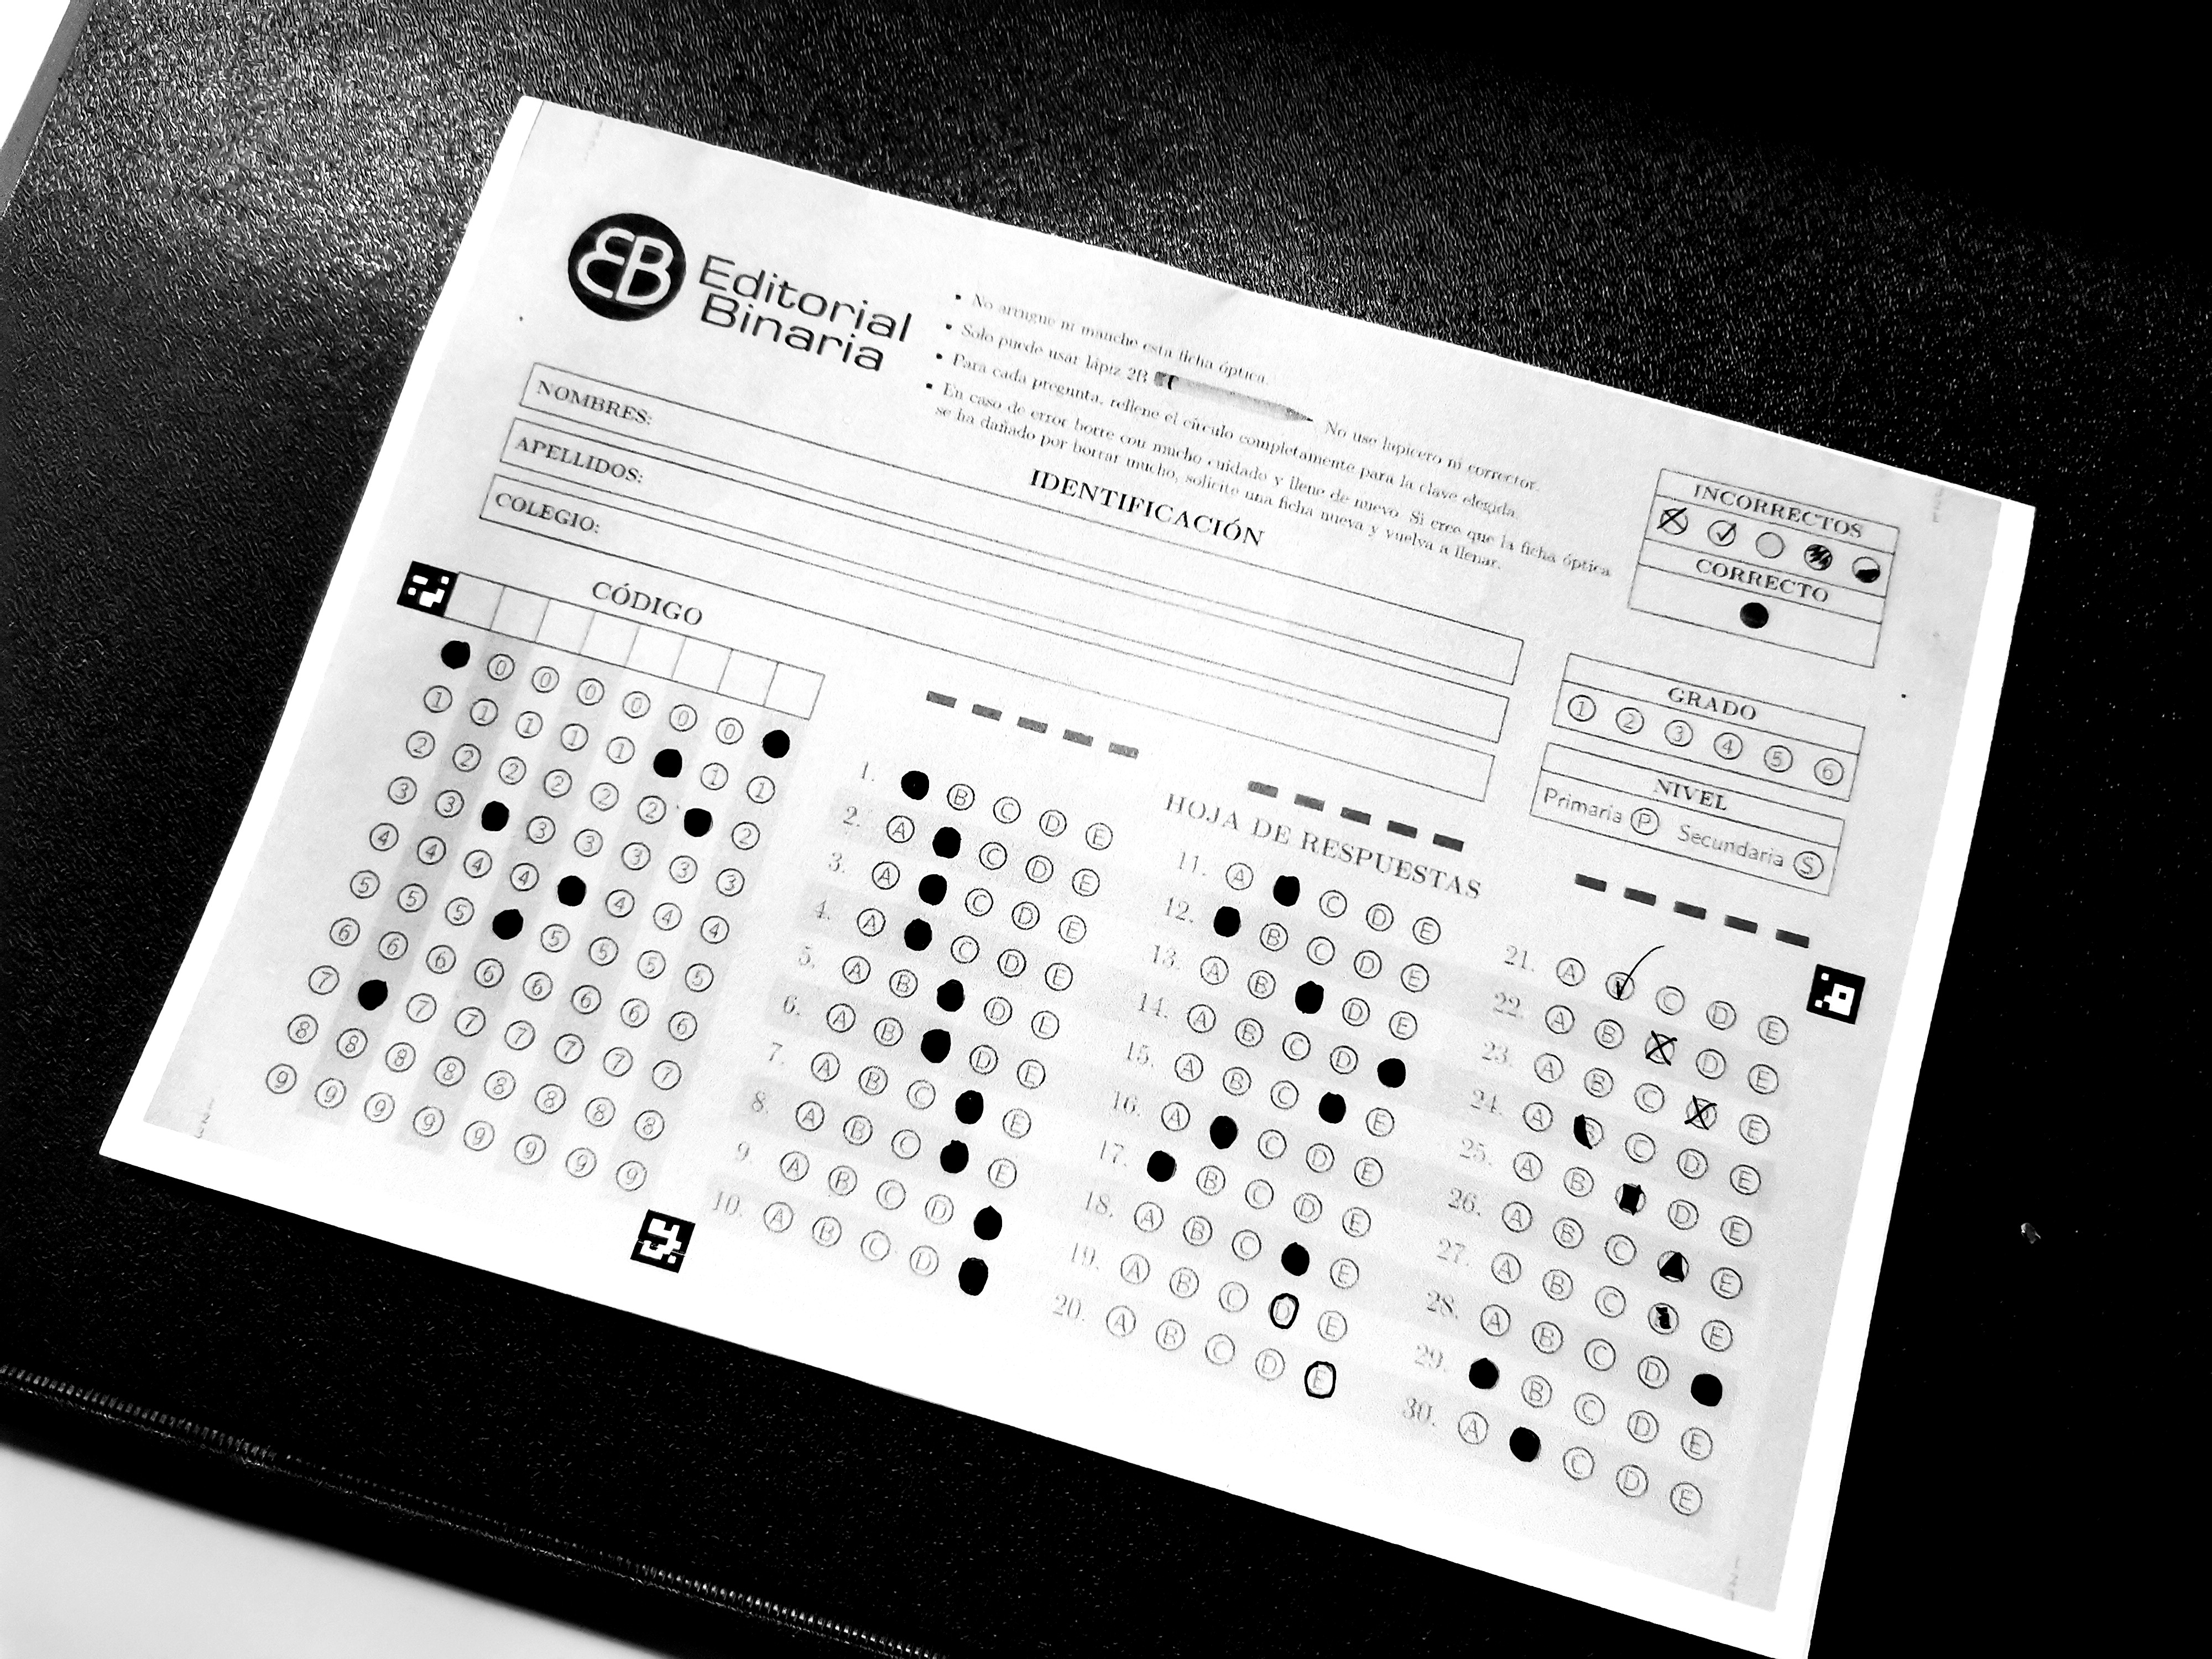 EB Editorial
Binaria
• No arrugue ni manche esta ficha óptica.
• Solo puede usar lápiz 2B No use lapicero ni corrector.
• Para cada pregunta, rellene el círculo completamente para la clave elegida.
• En caso de error borre con mucho cuidado y llene de nuevo. Si cree que la ficha óptica
se ha dañado por borrar mucho, solicite una ficha nueva y vuelva a llenar.
IDENTIFICACIÓN
NOMBRES:
APELLIDOS:
COLEGIO:
INCORRECTOS
CORRECTO
GRADO
1 2 3 4 5 6
NIVEL
Primaria P Secundaria S
CÓDIGO
0 0 0 0 0 0
1 1 1 1 1 1 1
2 2 2 2 2 2 2
3 3 3 3 3 3 3
4 4 4 4 4 4 4
5 5 5 5 5 5 5
6 6 6 6 6 6 6 6
7 7 7 7 7 7 7
8 8 8 8 8 8 8 8
9 9 9 9 9 9 9 9
HOJA DE RESPUESTAS
1. B C D E
2. A C D E
3. A C D E
4. A C D E
5. A B D E
6. A B D E
7. A B C E
8. A B C E
9. A B C D
10. A B C D
11. A C D E
12. B C D E
13. A B D E
14. A B C D
15. A B C E
16. A C D E
17. B C D E
18. A B C E
19. A B C D E
20. A B C D E
21. A B C D E
22. A B D E
23. A B C E
24. A B C D E
25. A B D E
26. A B C E
27. A B C E
28. A B C D
29. B C D E
30. A C D E